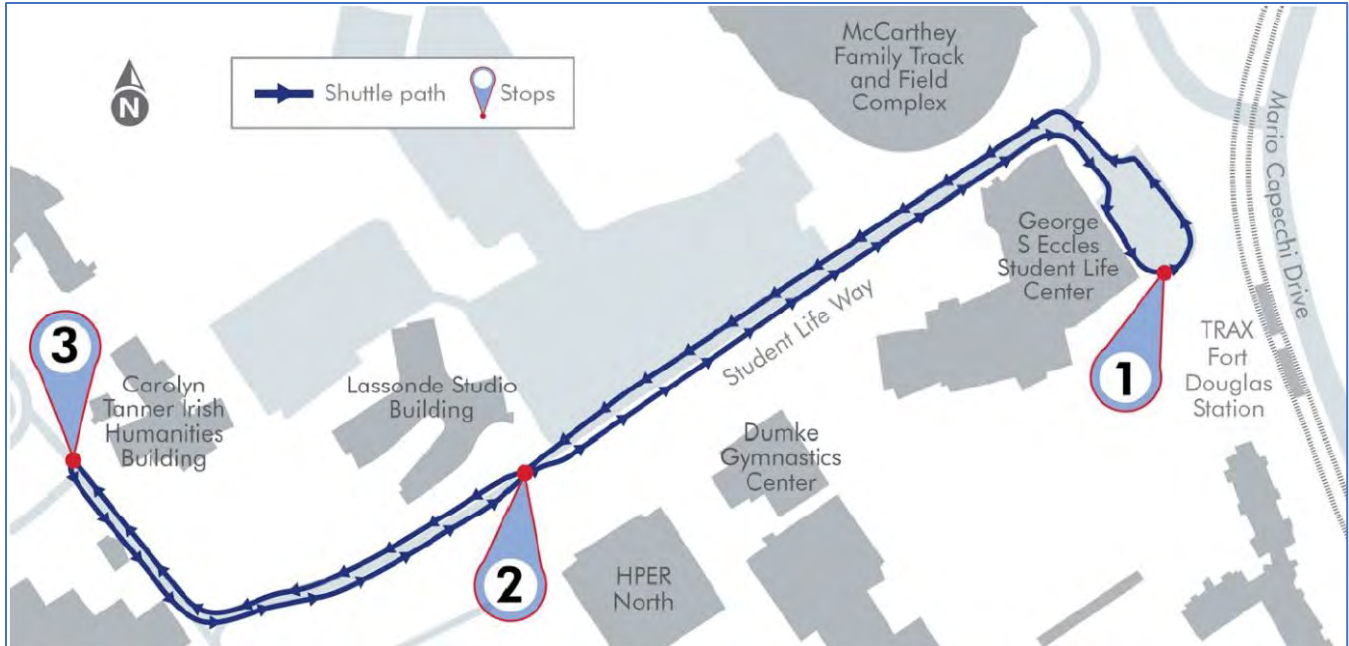 McCarthey
Family Track
and Field
Complex
N
Shuttle path
Stops
Mario Capecchi Drive
George
S Eccles
Student Life
Center
Student Life Way
3
1
TRAX
Fort
Douglas
Station
Carolyn
Tanner Irish
Humanities
Building
Lassonde Studio
Building
Dumke
Gymnastics
Center
2
HPER
North